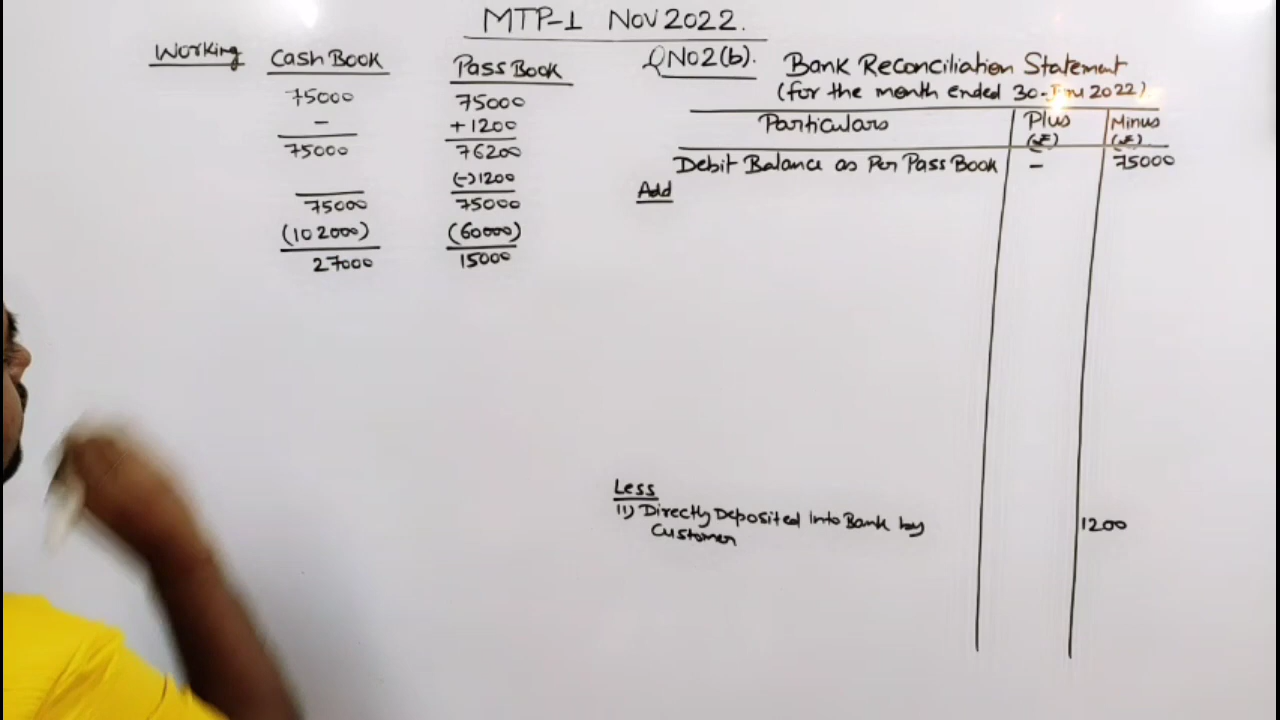 MTP-1 Nov 2022.
Working
Cash Book
75000
-
75000
75000
(102000)
27000
Pass Book
75000
+1200
76200
(-)1200
75000
(60000)
15000
QNo2(b).
Bank Reconciliation Statement
(for the month ended 30-Jun 2022)
Particulars Plus Minus
(₹) (₹)
Debit Balance as Per Pass Book - 75000
Add
Less
11) Directly Deposited Into Bank by 1200
Customer